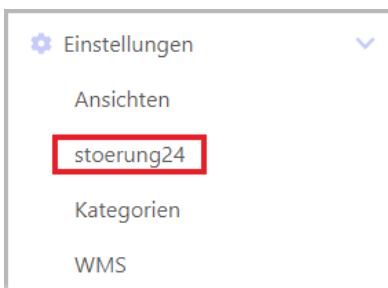 Einstellungen
Ansichten
stoerung24
Kategorien
WMS